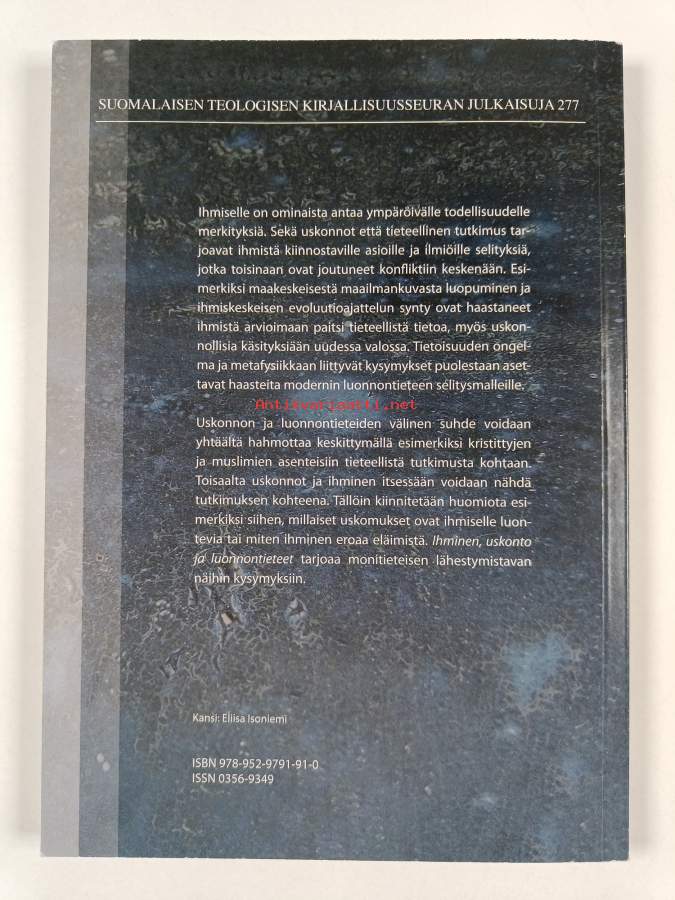 SUOMALAISEN TEOLOGISEN KIRJALLISUUSSEURAN JULKAISUJA 277
Ihmiselle on ominaista antaa ympäröivälle todellisuudelle
merkityksiä. Sekä uskonnot että tieteellinen tutkimus tar-
joavat ihmistä kiinnostaville asioille ja ilmiöille selityksiä,
jotka toisinaan ovat joutuneet konfliktiin keskenään. Esi-
merkiksi maakeskeisestä maailmankuvasta luopuminen ja
ihmiskeskeisen evoluutioajattelun synty ovat haastaneet
ihmistä arvioimaan paitsi tieteellistä tietoa, myös uskon-
nollisia käsityksiään uudessa valossa. Tietoisuuden ongel-
ma ja metafysiikkaan liittyvät kysymykset puolestaan aset-
tavat haasteita modernin luonnontieteen selitysmalleille.
Antikvariaatti.net
Uskonnon ja luonnontieteiden välinen suhde voidaan
yhtäältä hahmottaa keskittymällä esimerkiksi kristittyjen
ja muslimien asenteisiin tieteellistä tutkimusta kohtaan.
Toisaalta uskonnot ja ihminen itsessään voidaan nähdä
tutkimuksen kohteena. Tällöin kiinnitetään huomiota esi-
merkiksi siihen, millaiset uskomukset ovat ihmiselle luon-
tevia tai miten ihminen eroaa eläimistä. Ihminen, uskonto
ja luonnontieteet tarjoaa monitieteisen lähestymistavan
näihin kysymyksiin.
Kansi: Eliisa Isoniemi
ISBN 978-952-9791-91-0
ISSN 0356-9349